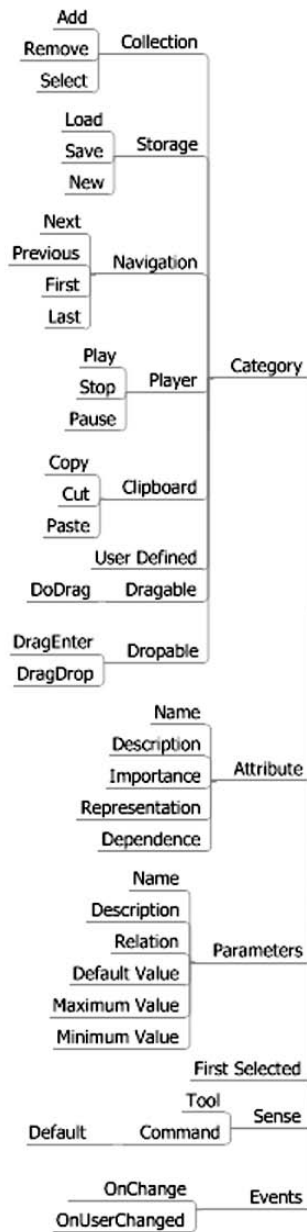 Add
Remove
Select
Collection
Load
Save
New
Storage
Next
Previous
First
Last
Navigation
Play
Stop
Pause
Player
Category
Copy
Cut
Paste
Clipboard
User Defined
DoDrag
Dragable
DragEnter
DragDrop
Dropable
Name
Description
Importance
Representation
Dependence
Attribute
Name
Description
Relation
Default Value
Maximum Value
Minimum Value
Parameters
First Selected
Tool
Default
Command
Sense
OnChange
OnUserChanged
Events